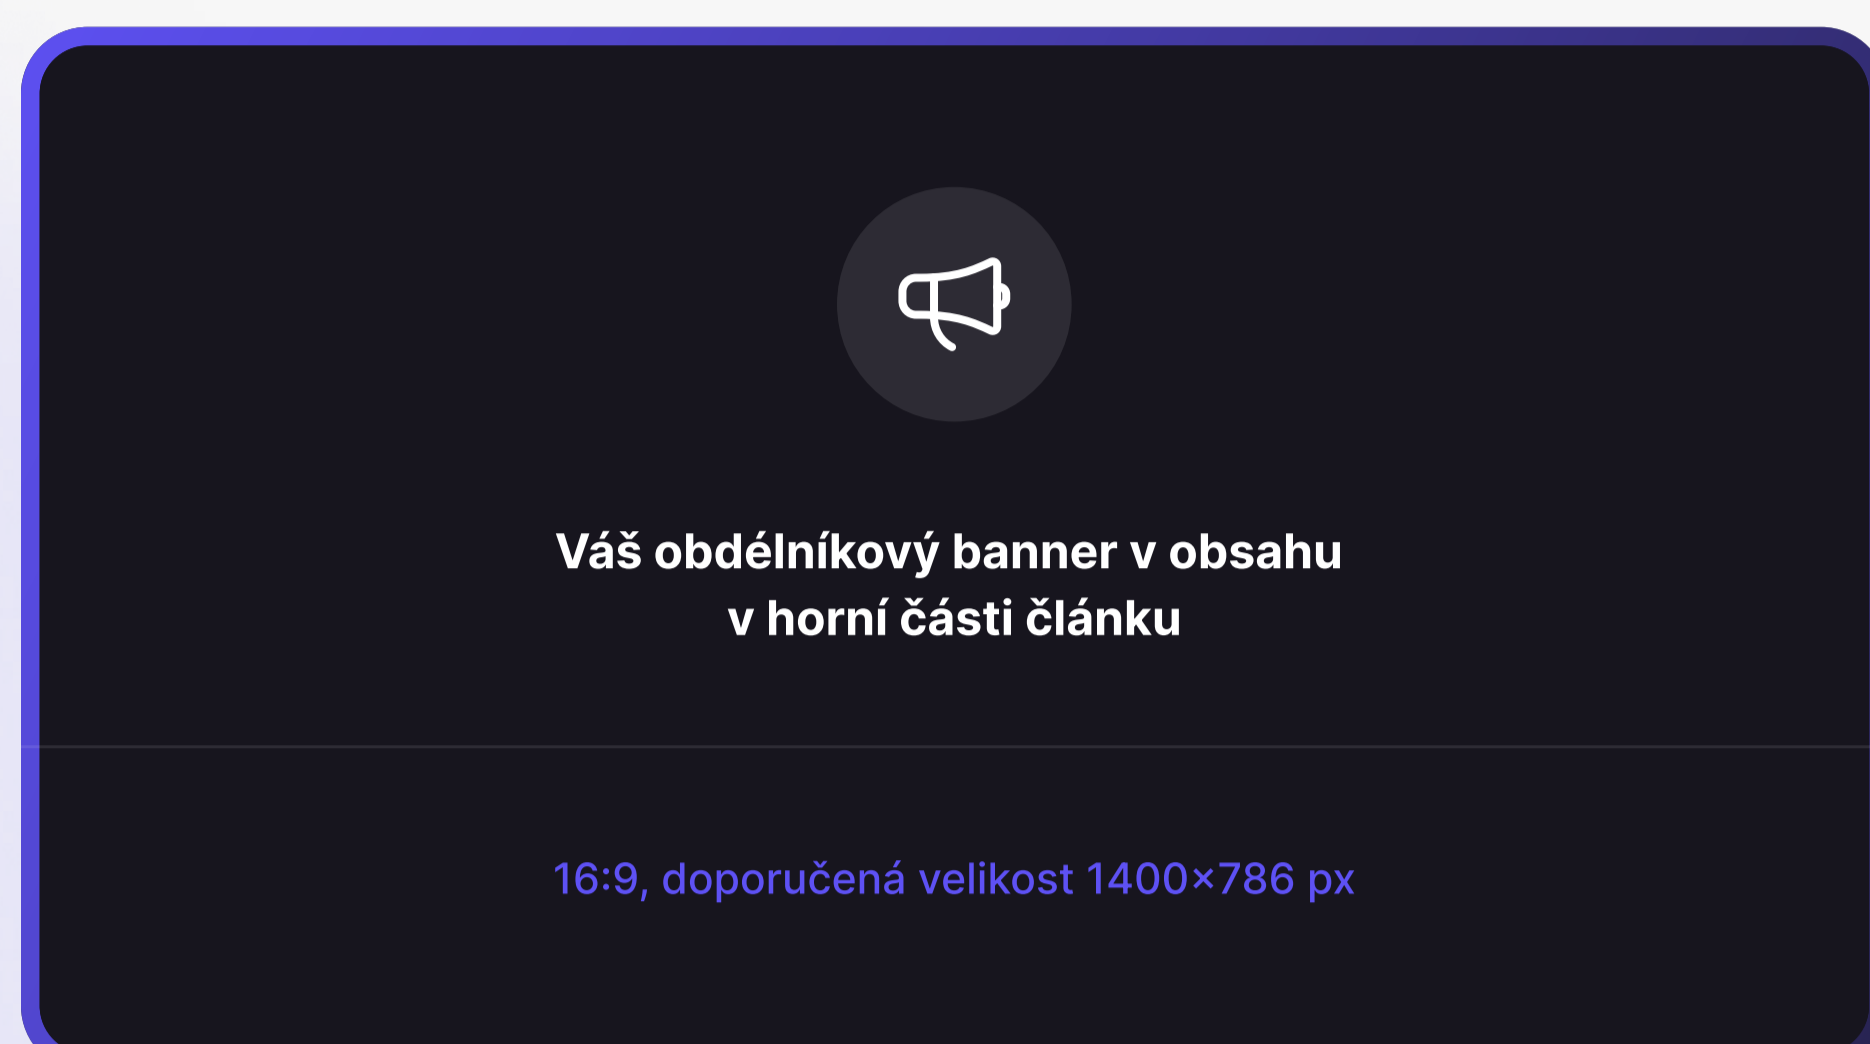 Váš obdélníkový banner v obsahu
v horní části článku
16:9, doporučená velikost 1400×786 px